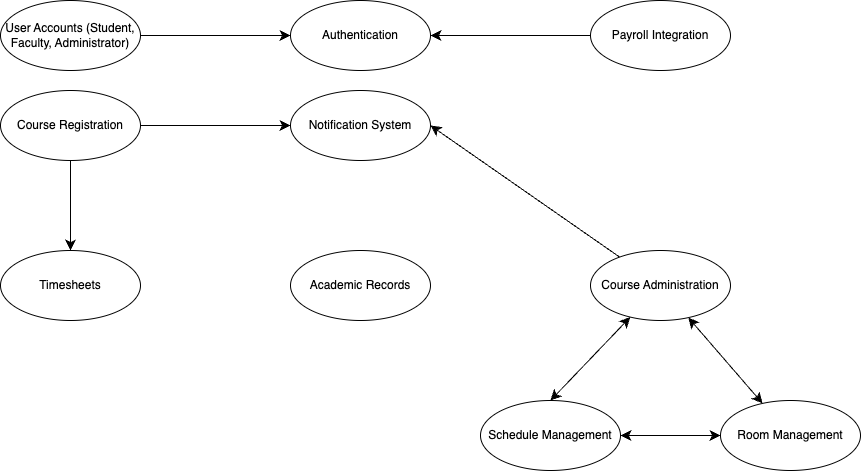 User Accounts (Student,
Faculty, Administrator)
Authentication
Payroll Integration
Course Registration
Notification System
Timesheets
Academic Records
Course Administration
Schedule Management
Room Management